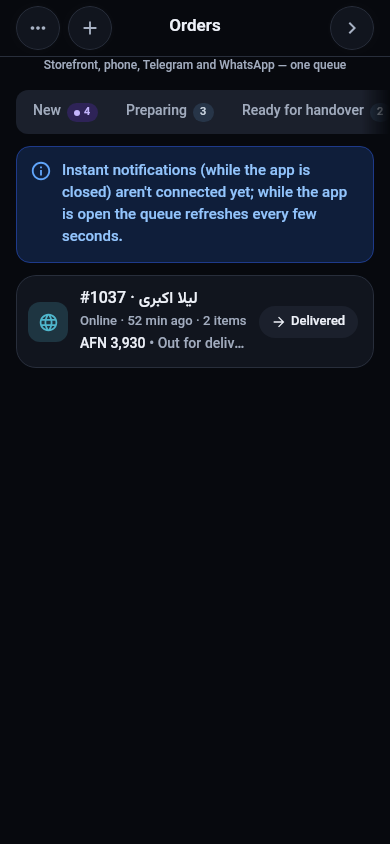 Orders
Storefront, phone, Telegram and WhatsApp — one queue
New 4 Preparing 3 Ready for handover 2
Instant notifications (while the app is
closed) aren't connected yet; while the app
is open the queue refreshes every few
seconds.
#1037 · لیلا اکبری
Online · 52 min ago · 2 items
→ Delivered
AFN 3,930 • Out for deliv…